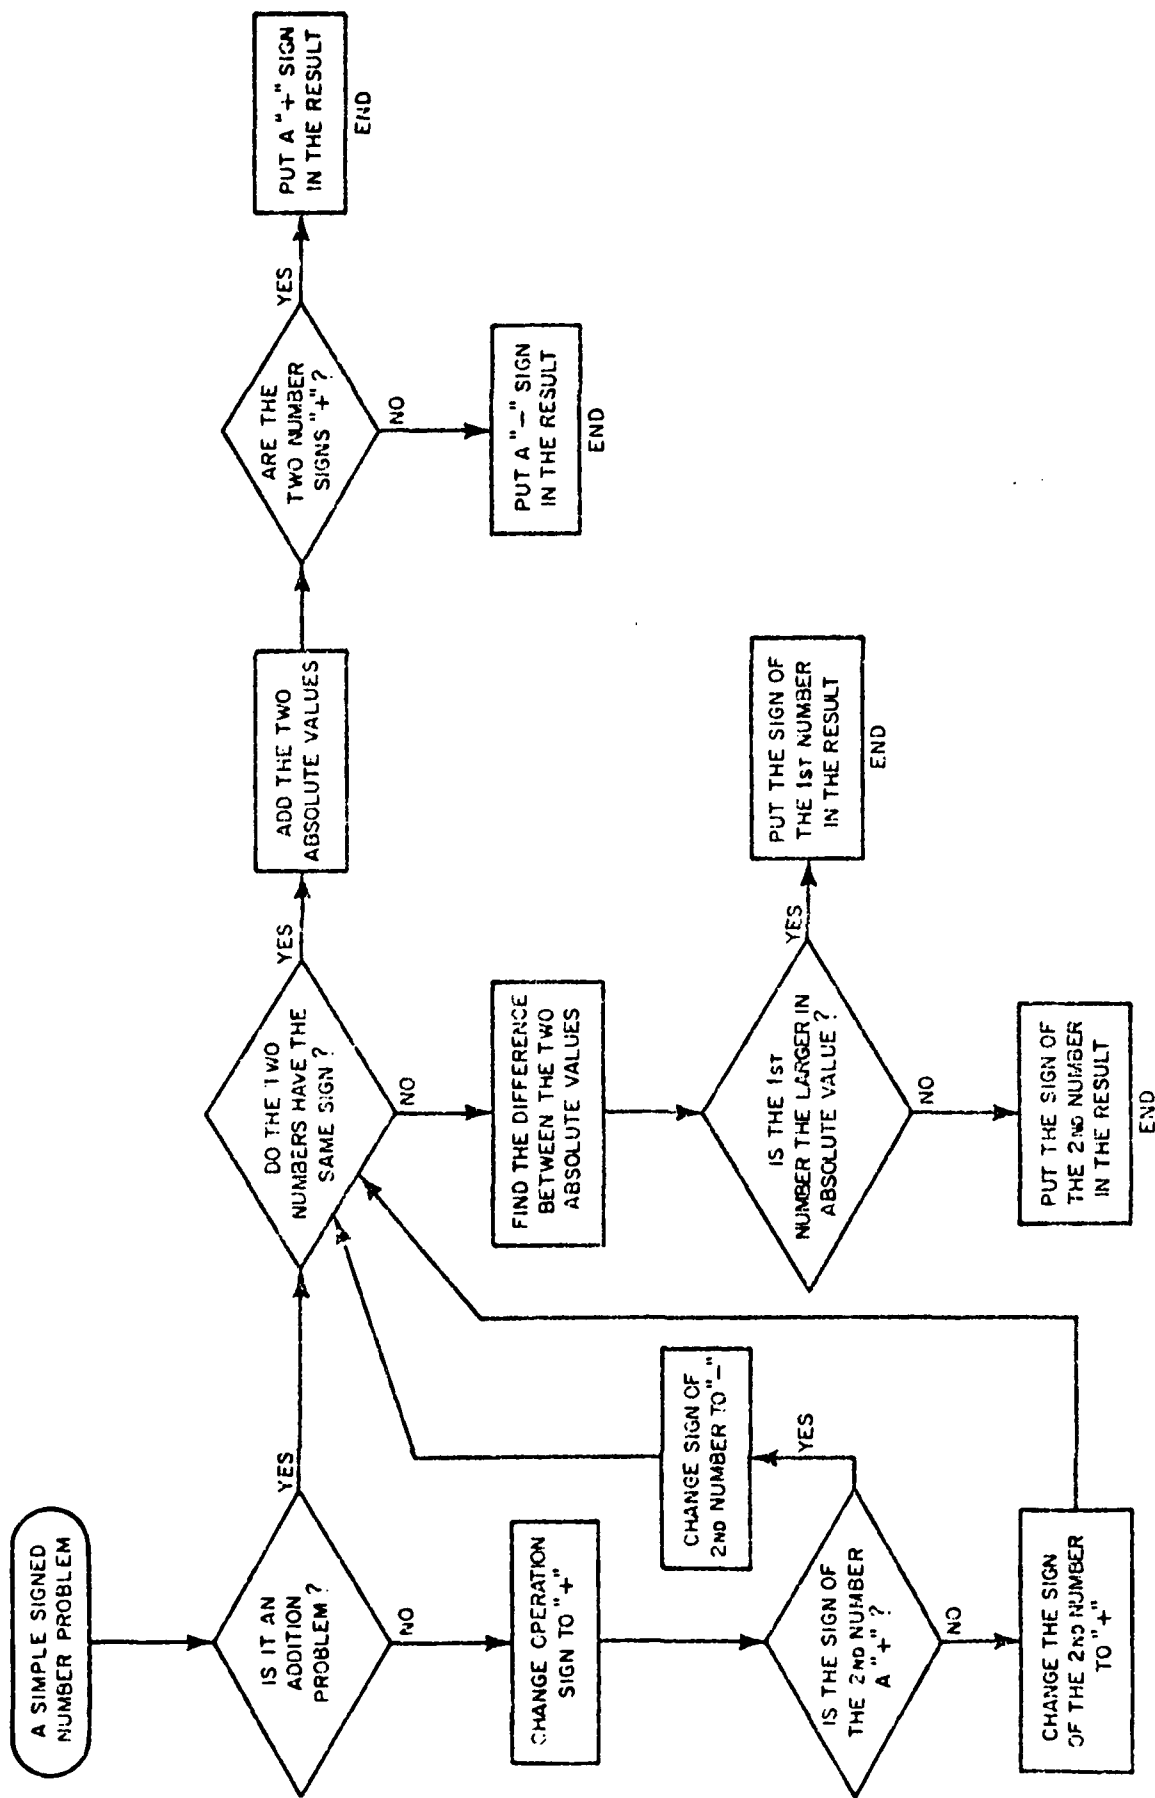 A SIMPLE SIGNED
NUMBER PROBLEM
IS IT AN
ADDITION
PROBLEM?
YES
NO
CHANGE OPERATION
SIGN TO "+"
IS THE SIGN OF
THE 2ND NUMBER
A "+"?
YES
NO
CHANGE SIGN OF
2ND NUMBER TO "—"
CHANGE THE SIGN
OF THE 2ND NUMBER
TO "+"
DO THE TWO
NUMBERS HAVE THE
SAME SIGN?
YES
NO
FIND THE DIFFERENCE
BETWEEN THE TWO
ABSOLUTE VALUES
IS THE 1ST
NUMBER THE LARGER IN
ABSOLUTE VALUE?
YES
NO
PUT THE SIGN OF
THE 1ST NUMBER
IN THE RESULT
END
PUT THE SIGN OF
THE 2ND NUMBER
IN THE RESULT
END
ADD THE TWO
ABSOLUTE VALUES
ARE THE
TWO NUMBER
SIGNS "+"?
YES
NO
PUT A "+" SIGN
IN THE RESULT
END
PUT A "—" SIGN
IN THE RESULT
END